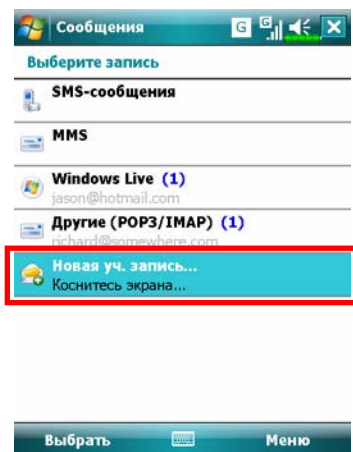 Сообщения G G
Выберите запись
SMS-сообщения
MMS
Windows Live (1)
jason@hotmail.com
Другие (POP3/IMAP) (1)
richard@somewhere.com
Новая уч. запись...
Коснитесь экрана...
Выбрать Меню